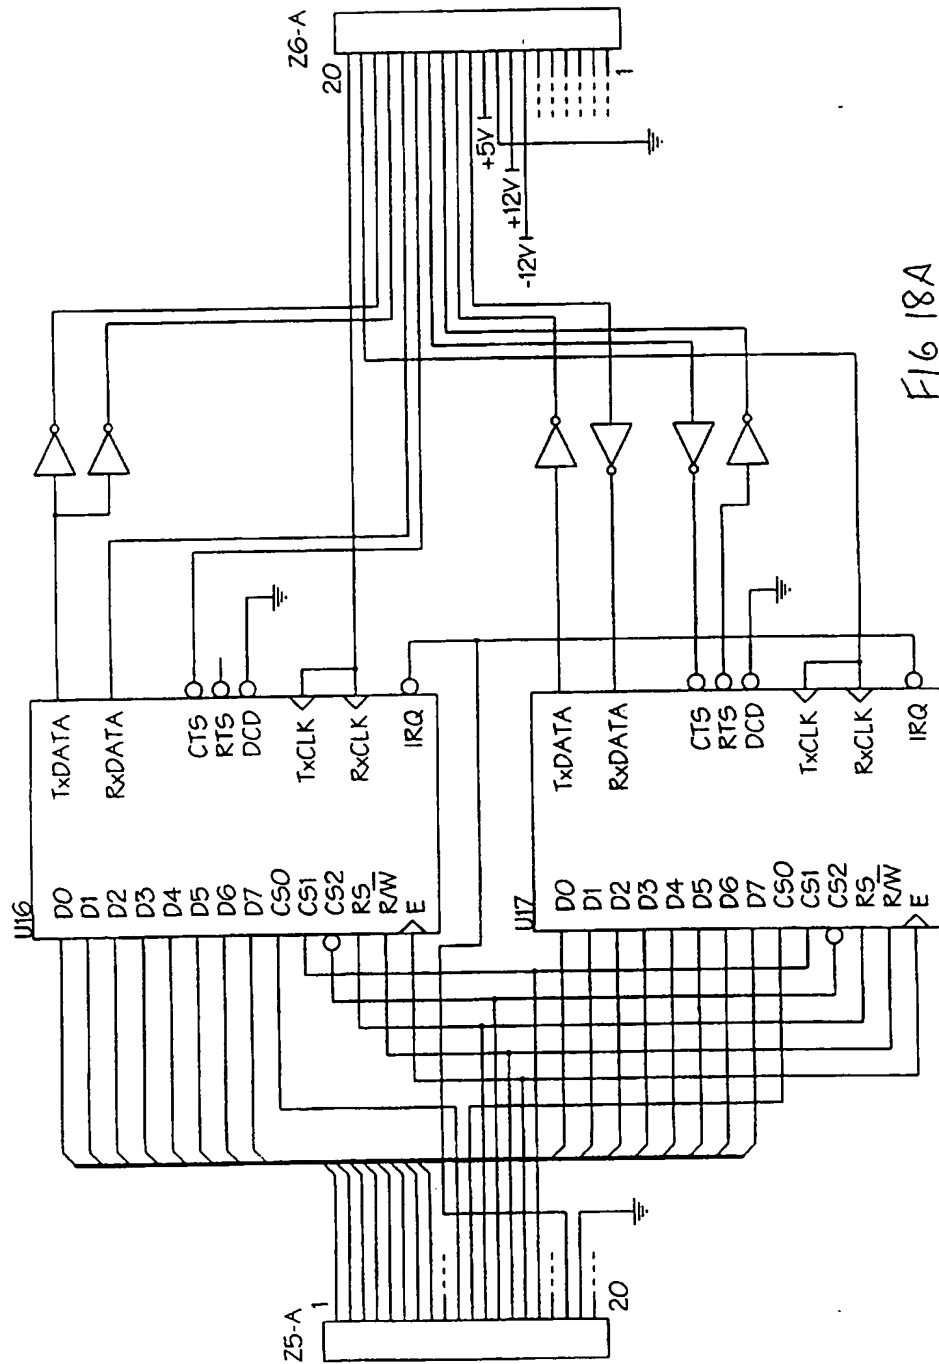 Z6-A
20
+5V
+12V
-12V
1
U16
D0
D1
D2
D3
D4
D5
D6
D7
CS0
CS1
CS2
RS
R/W̅
E
TxDATA
RxDATA
CTS
RTS
DCD
TxCLK
RxCLK
IRQ
U17
D0
D1
D2
D3
D4
D5
D6
D7
CS0
CS1
CS2
RS
R/W̅
E
TxDATA
RxDATA
CTS
RTS
DCD
TxCLK
RxCLK
IRQ
Z5-A
1
20
FIG 18A